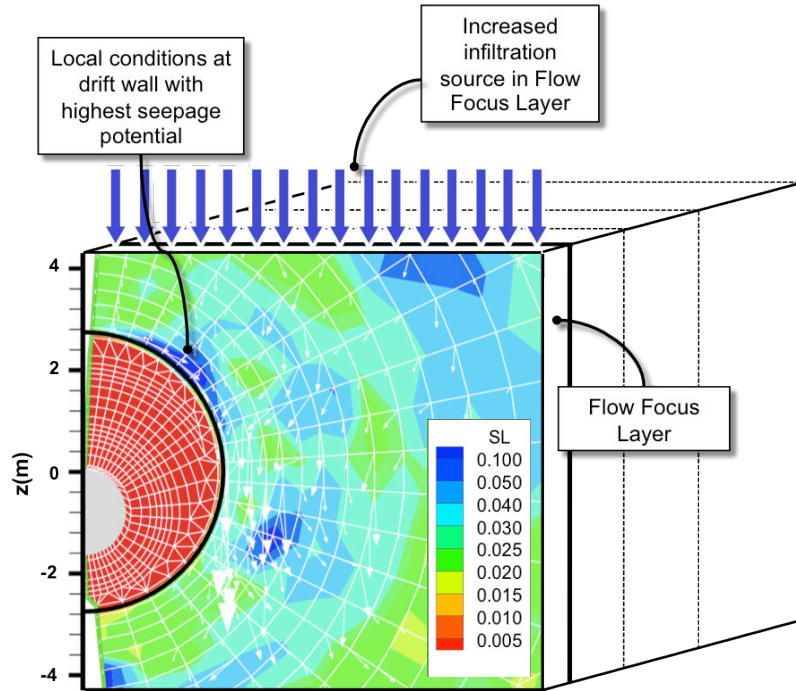 Increased
infiltration
source in Flow
Focus Layer
Local conditions at
drift wall with
highest seepage
potential
4
2
0
-2
-4
z(m)
Flow Focus
Layer
SL
0.100
0.050
0.040
0.030
0.025
0.020
0.015
0.010
0.005